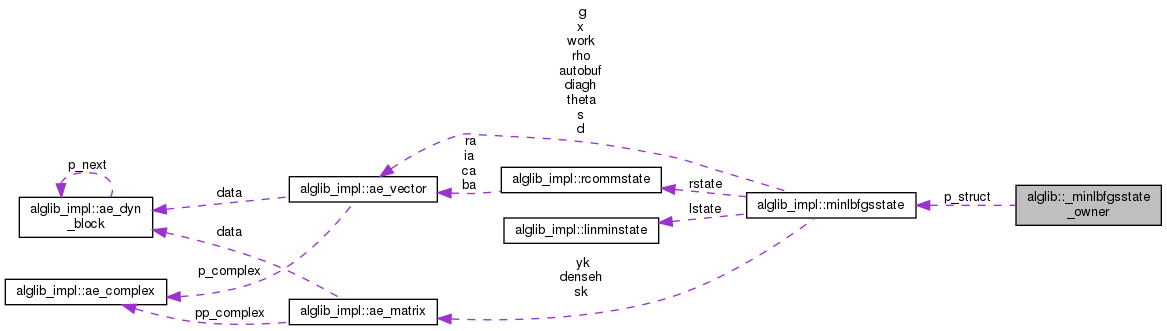 g
x
work
rho
autobuf
diagh
theta
s
d
ra
ia
ca
ba
p_next
alglib_impl::ae_vector
alglib_impl::rcommstate
rstate
data
alglib_impl::ae_dyn
_block
alglib_impl::minlbfgsstate
p_struct
alglib::_minlbfgsstate
_owner
lstate
alglib_impl::linminstate
data
p_complex
yk
denseh
sk
alglib_impl::ae_complex
pp_complex
alglib_impl::ae_matrix